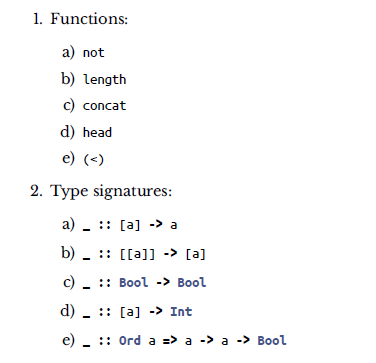 1. Functions:
a) not
b) length
c) concat
d) head
e) (<)
2. Type signatures:
a) _ :: [a] -> a
b) _ :: [[a]] -> [a]
c) _ :: Bool -> Bool
d) _ :: [a] -> Int
e) _ :: Ord a => a -> a -> Bool